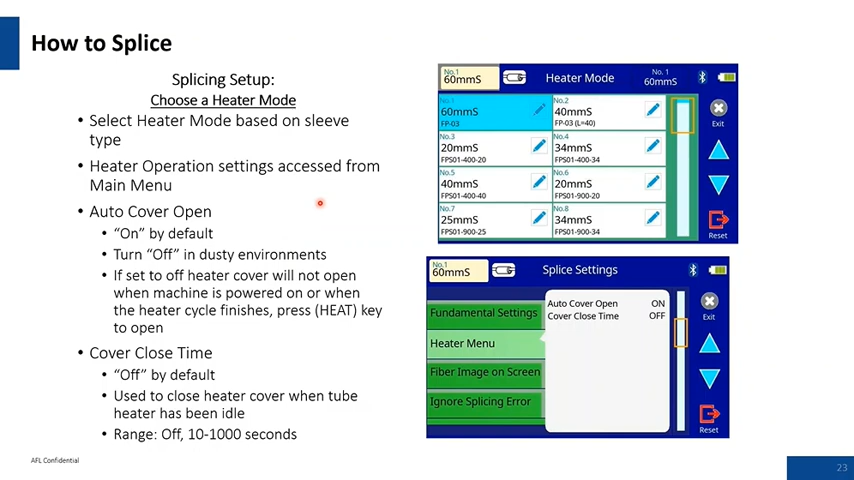 How to Splice
Splicing Setup:
Choose a Heater Mode
• Select Heater Mode based on sleeve
type
• Heater Operation settings accessed from
Main Menu
• Auto Cover Open
• “On” by default
• Turn “Off” in dusty environments
• If set to off heater cover will not open
when machine is powered on or when
the heater cycle finishes, press (HEAT) key
to open
• Cover Close Time
• “Off” by default
• Used to close heater cover when tube
heater has been idle
• Range: Off, 10-1000 seconds
No.1
60mmS
Heater Mode
No. 1
60mmS
No.1
60mmS
FP-03
No.2
40mmS
FP-03 (L=40)
No.3
20mmS
FPS01-400-20
No.4
34mmS
FPS01-400-34
No.5
40mmS
FPS01-400-40
No.6
20mmS
FPS01-900-20
No.7
25mmS
FPS01-900-25
No.8
34mmS
FPS01-900-34
Exit
Reset
No.1
60mmS
Splice Settings
Fundamental Settings
Heater Menu
Fiber Image on Screen
Ignore Splicing Error
Auto Cover Open ON
Cover Close Time OFF
Exit
Reset
AFL Confidential
23